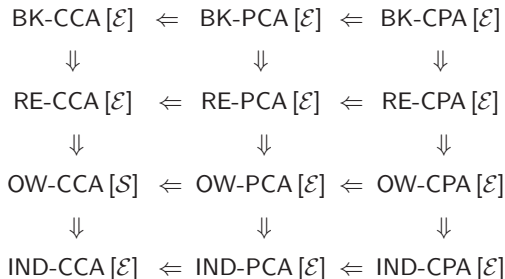 BK-CCA [ℰ] ⇐ BK-PCA [ℰ] ⇐ BK-CPA [ℰ]
⇓ ⇓ ⇓
RE-CCA [ℰ] ⇐ RE-PCA [ℰ] ⇐ RE-CPA [ℰ]
⇓ ⇓ ⇓
OW-CCA [𝒮] ⇐ OW-PCA [ℰ] ⇐ OW-CPA [ℰ]
⇓ ⇓ ⇓
IND-CCA [ℰ] ⇐ IND-PCA [ℰ] ⇐ IND-CPA [ℰ]